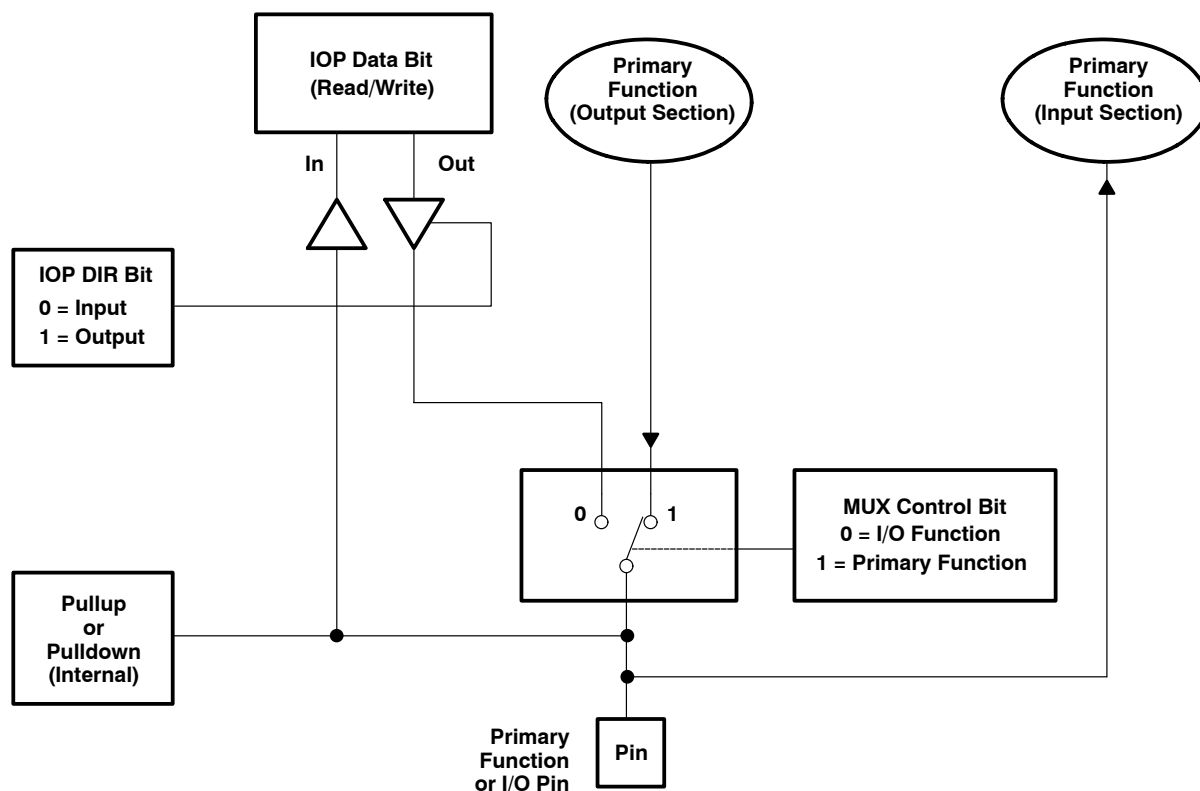 IOP Data Bit
(Read/Write)
Primary
Function
(Output Section)
Primary
Function
(Input Section)
In
Out
IOP DIR Bit
0 = Input
1 = Output
0
1
MUX Control Bit
0 = I/O Function
1 = Primary Function
Pullup
or
Pulldown
(Internal)
Primary
Function
or I/O Pin
Pin